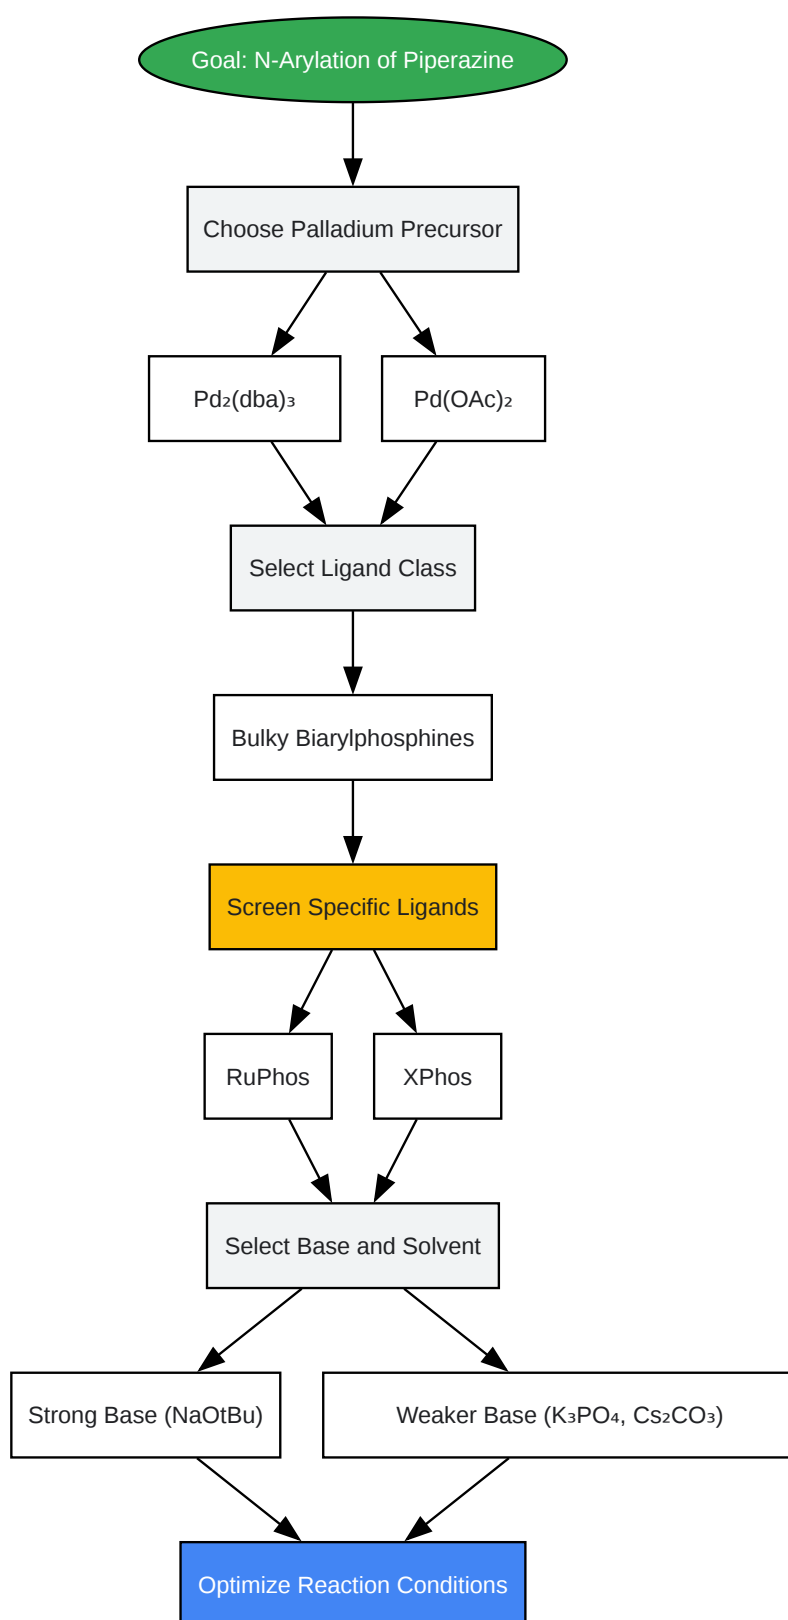 Goal: N-Arylation of Piperazine
Choose Palladium Precursor
Pd₂(dba)₃
Pd(OAc)₂
Select Ligand Class
Bulky Biarylphosphines
Screen Specific Ligands
RuPhos
XPhos
Select Base and Solvent
Strong Base (NaOtBu)
Weaker Base (K₃PO₄, Cs₂CO₃)
Optimize Reaction Conditions